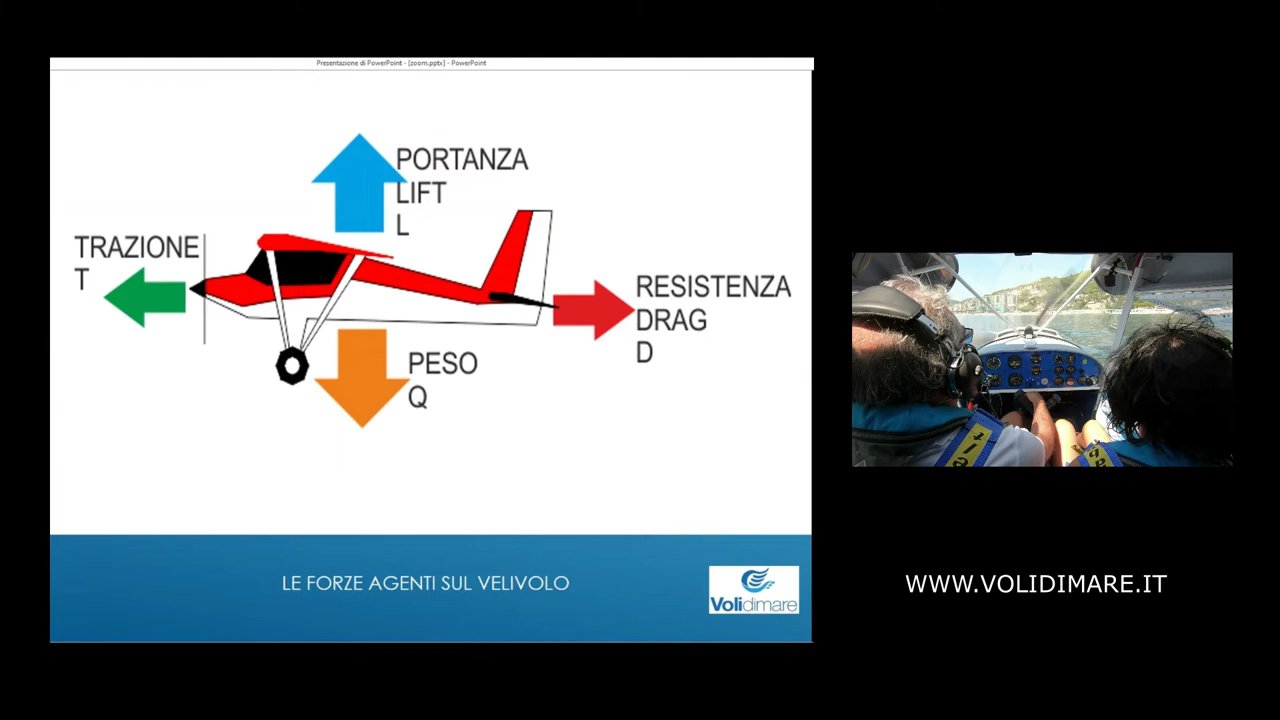 Presentazione di PowerPoint - [zoom.pptx] - PowerPoint
PORTANZA
LIFT
L
TRAZIONE
T
RESISTENZA
DRAG
D
PESO
Q
LE FORZE AGENTI SUL VELIVOLO
Volidimare
WWW.VOLIDIMARE.IT